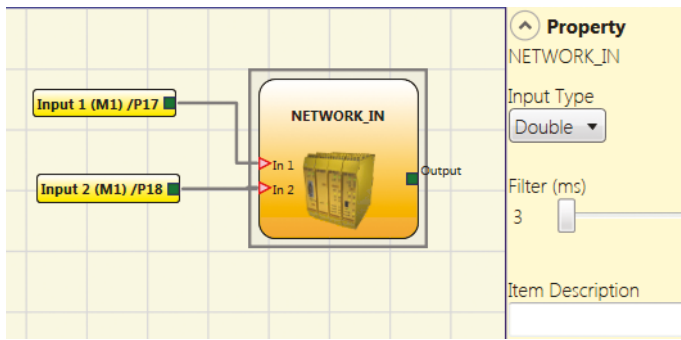 Input 1 (M1) /P17
Input 2 (M1) /P18
NETWORK_IN
In 1
In 2
Output
Property
NETWORK_IN
Input Type
Double
Filter (ms)
3
Item Description